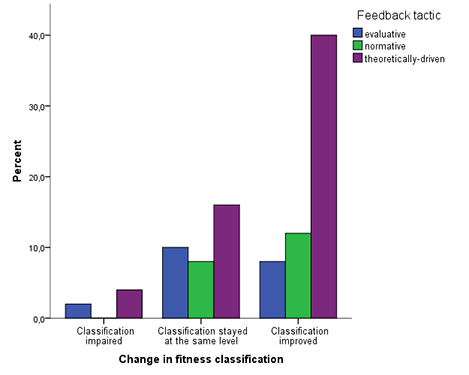 Feedback tactic
evaluative
normative
theoretically-driven
Percent
40,0
30,0
20,0
10,0
0,0
Classification
impaired
Classification stayed
at the same level
Classification
improved
Change in fitness classification